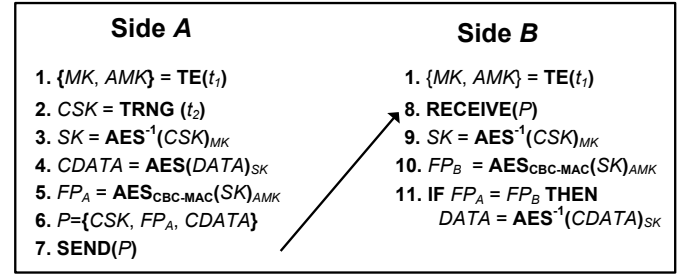 Side A
1. {MK, AMK} = TE(t₁)
2. CSK = TRNG (t₂)
3. SK = AES⁻¹(CSK)MK
4. CDATA = AES(DATA)SK
5. FPA = AESCBC-MAC(SK)AMK
6. P={CSK, FPA, CDATA}
7. SEND(P)
Side B
1. {MK, AMK} = TE(t₁)
8. RECEIVE(P)
9. SK = AES⁻¹(CSK)MK
10. FPB = AESCBC-MAC(SK)AMK
11. IF FPA = FPB THEN
DATA = AES⁻¹(CDATA)SK